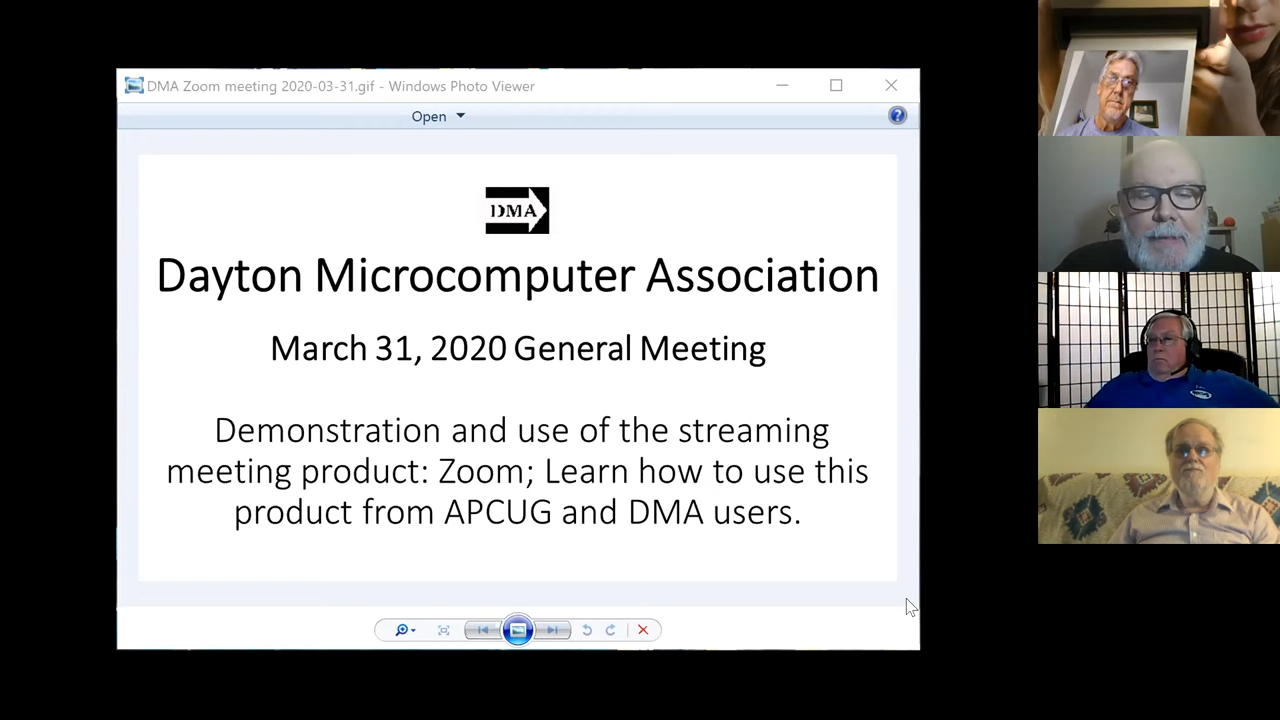 DMA Zoom meeting 2020-03-31.gif - Windows Photo Viewer
Open
?
DMA
Dayton Microcomputer Association
March 31, 2020 General Meeting
Demonstration and use of the streaming
meeting product: Zoom; Learn how to use this
product from APCUG and DMA users.